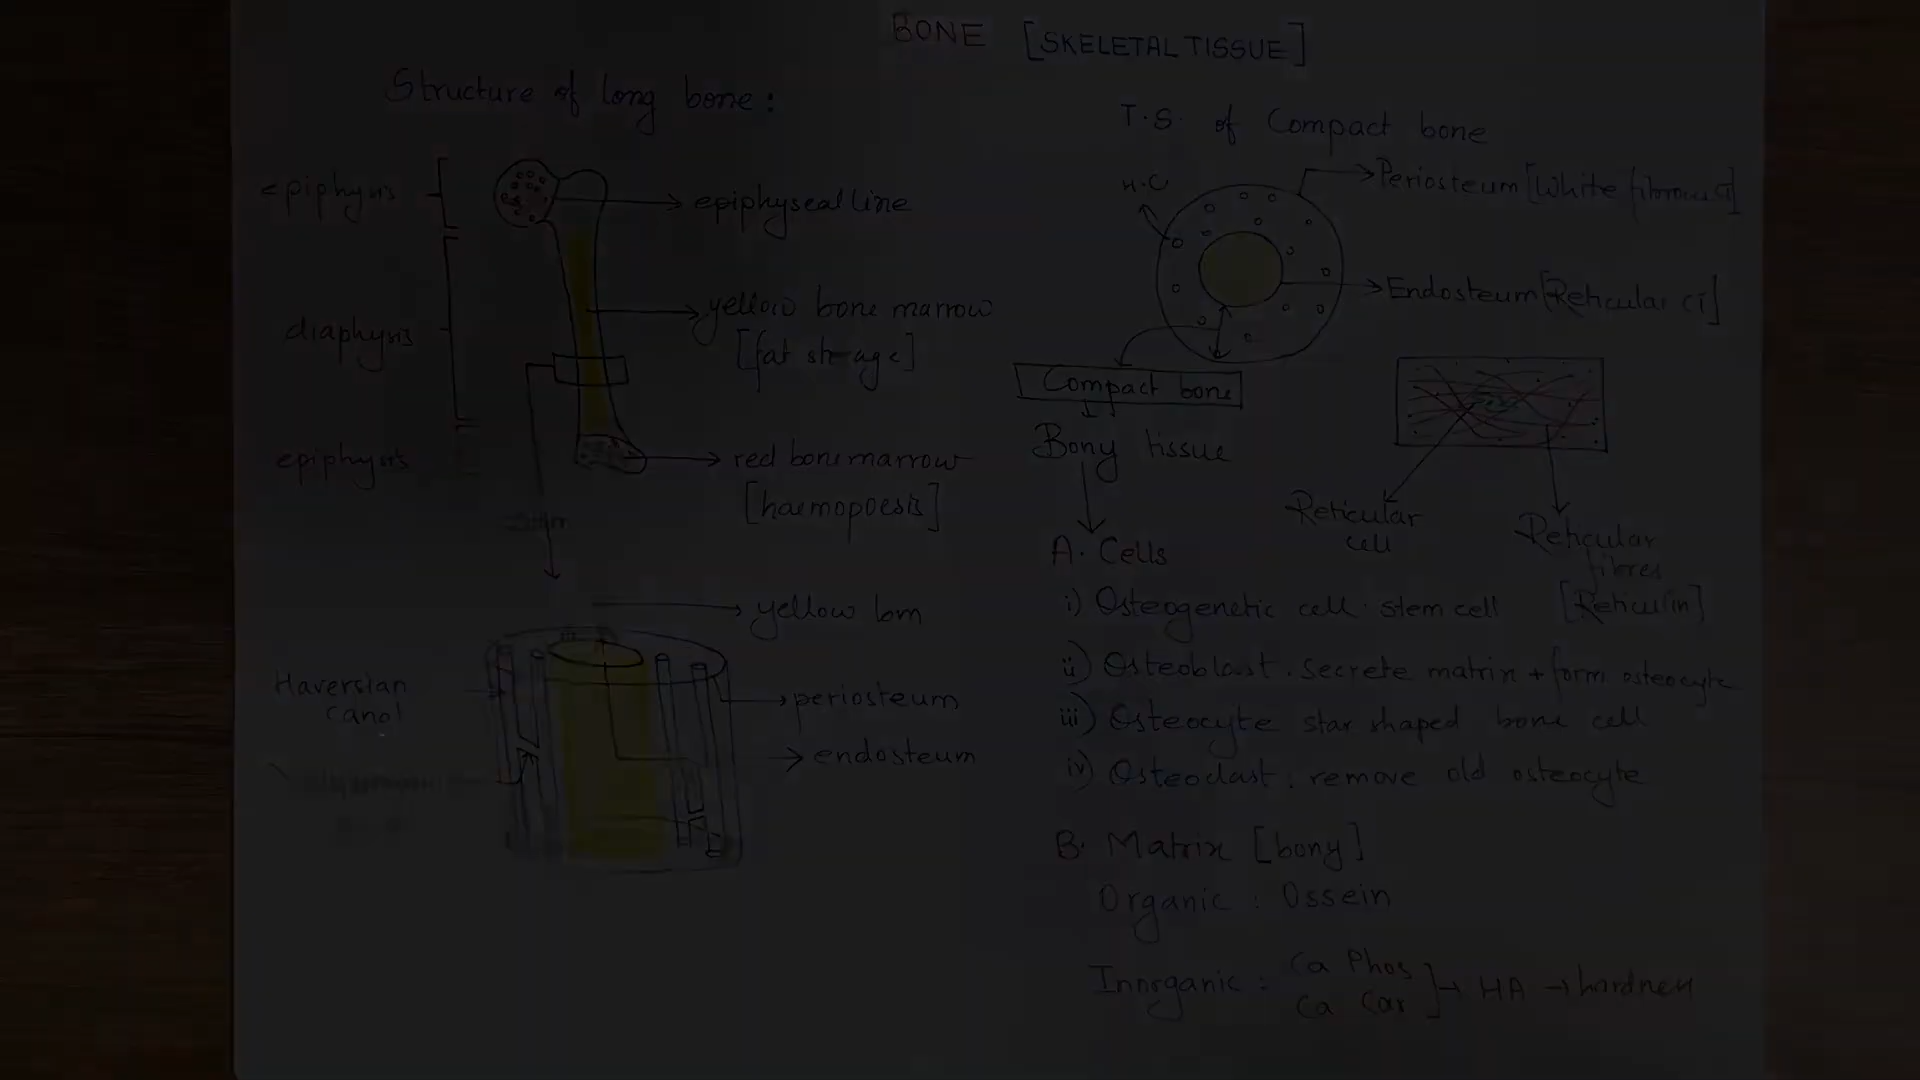 BONE [SKELETAL TISSUE]
Structure of long bone:
epiphysis
epiphyseal line
diaphysis
yellow bone marrow
[fat storage]
epiphysis
red bone marrow
[haemopoesis]
yellow bm
Haversian
canal
periosteum
endosteum
T.S. of Compact bone
H.C
Periosteum [White fibrous CT]
Endosteum [Reticular CT]
Compact bone
Bony tissue
Reticular
cell
Reticular
fibres
[Reticulin]
A. Cells
i) Osteogenetic cell. stem cell
ii) Osteoblast. secrete matrix + form osteocyte
iii) Osteocyte star shaped bone cell
iv) Osteoclast. remove old osteocyte
B. Matrix [bony]
Organic : Ossein
Innrganic : Ca Phos
Ca Car ] → HA → hardness